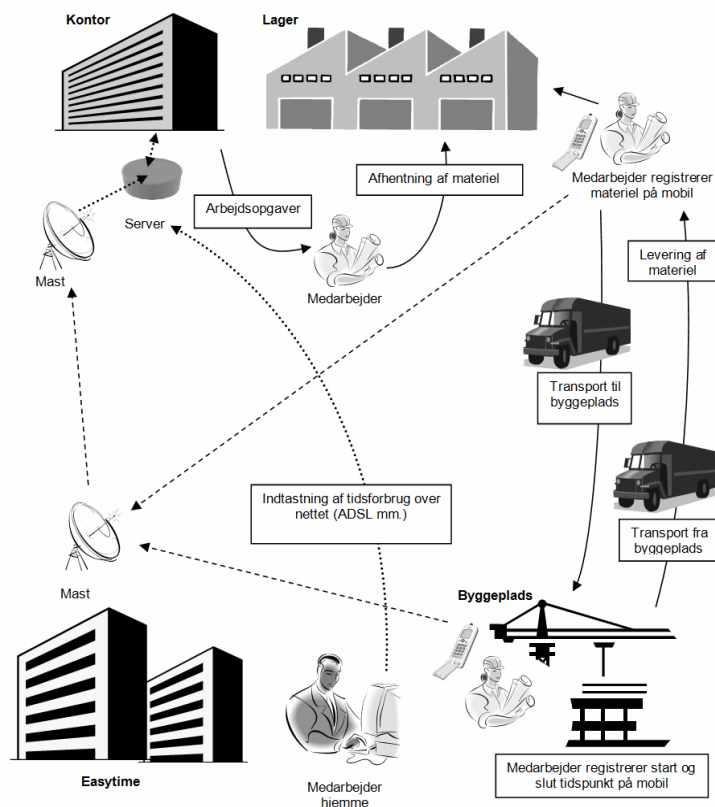 Kontor
Lager
Medarbejder registrerer
materiel på mobil
Afhentning af materiel
Arbejdsopgaver
Server
Mast
Medarbejder
Levering af
materiel
Transport til
byggeplads
Transport fra
byggeplads
Indtastning af tidsforbrug over
nettet (ADSL mm.)
Mast
Byggeplads
Easytime
Medarbejder
hjemme
Medarbejder registrerer start og
slut tidspunkt på mobil